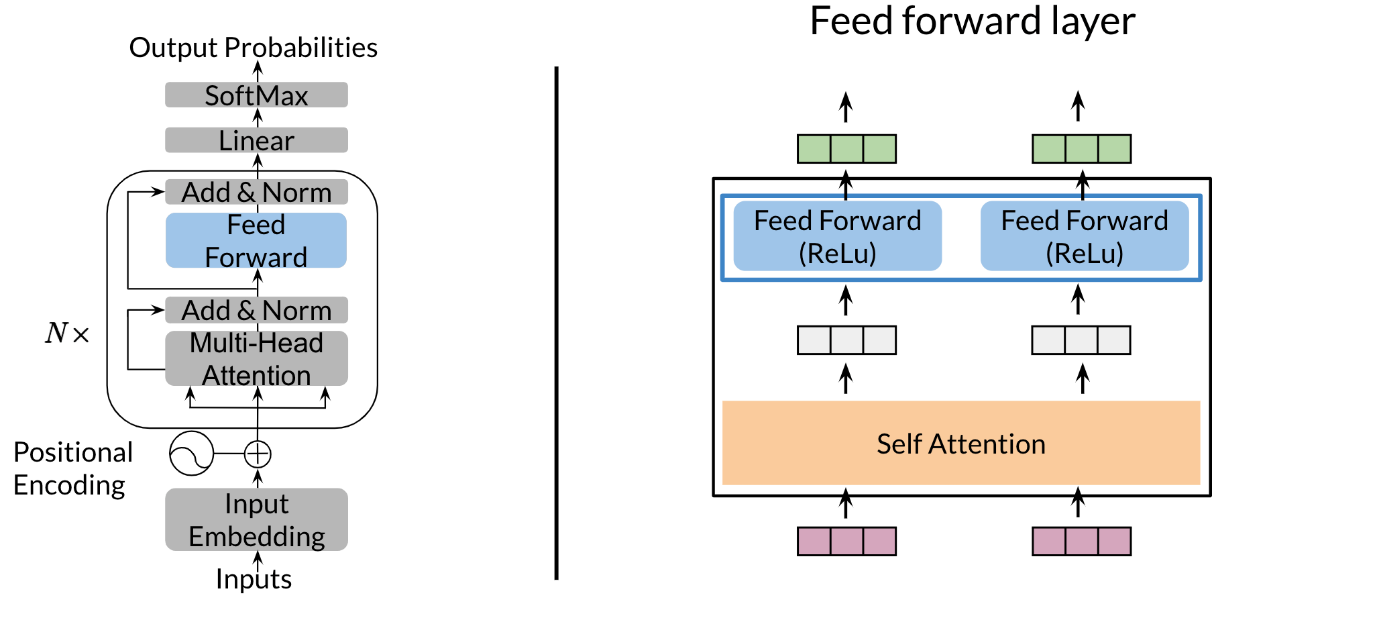 Output Probabilities
SoftMax
Linear
Add & Norm
Feed
Forward
Add & Norm
Multi-Head
Attention
N×
Positional
Encoding
Input
Embedding
Inputs
Feed forward layer
Feed Forward
(ReLu)
Feed Forward
(ReLu)
Self Attention